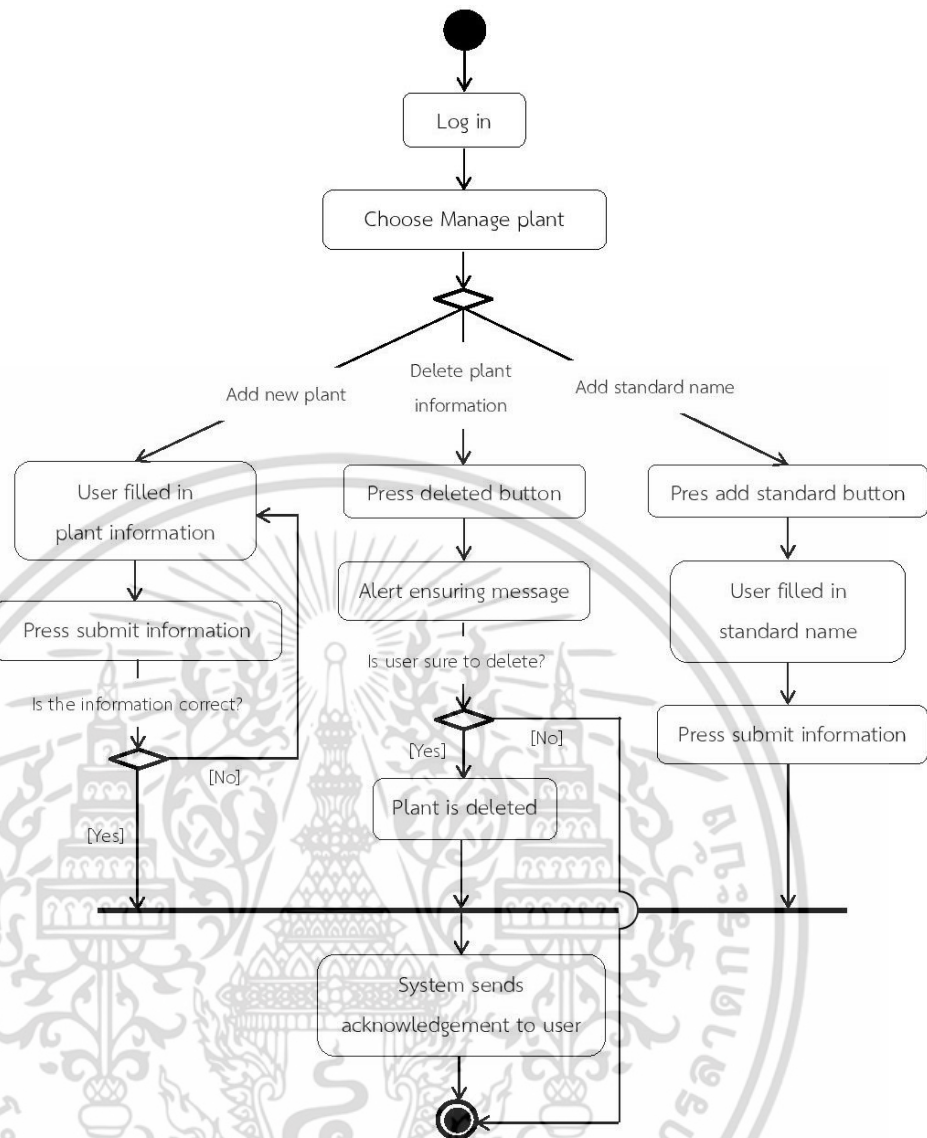 Log in
Choose Manage plant
Add new plant
Delete plant
information
Add standard name
User filled in
plant information
Press deleted button
Pres add standard button
Press submit information
Alert ensuring message
User filled in
standard name
Is the information correct?
Is user sure to delete?
Press submit information
[No]
[Yes]
[Yes]
[No]
Plant is deleted
System sends
acknowledgement to user